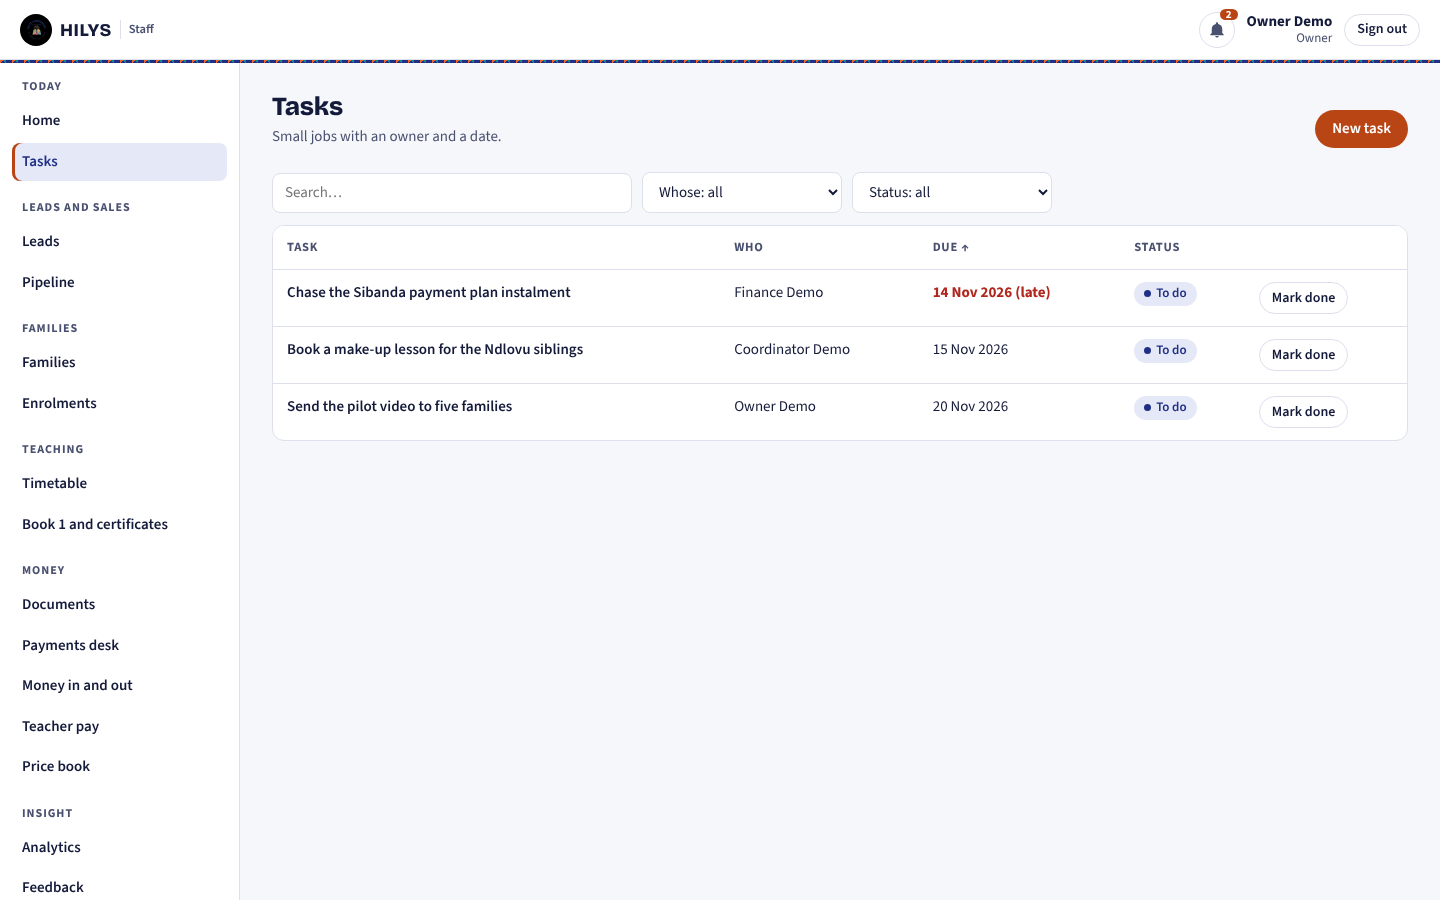 HILYS
Staff
2
Owner Demo
Owner
Sign out
TODAY
Home
Tasks
LEADS AND SALES
Leads
Pipeline
FAMILIES
Families
Enrolments
TEACHING
Timetable
Book 1 and certificates
MONEY
Documents
Payments desk
Money in and out
Teacher pay
Price book
INSIGHT
Analytics
Feedback
Tasks
Small jobs with an owner and a date.
New task
Search…
Whose: all
Status: all
TASK WHO DUE ↑ STATUS
Chase the Sibanda payment plan instalment Finance Demo 14 Nov 2026 (late) To do Mark done
Book a make-up lesson for the Ndlovu siblings Coordinator Demo 15 Nov 2026 To do Mark done
Send the pilot video to five families Owner Demo 20 Nov 2026 To do Mark done